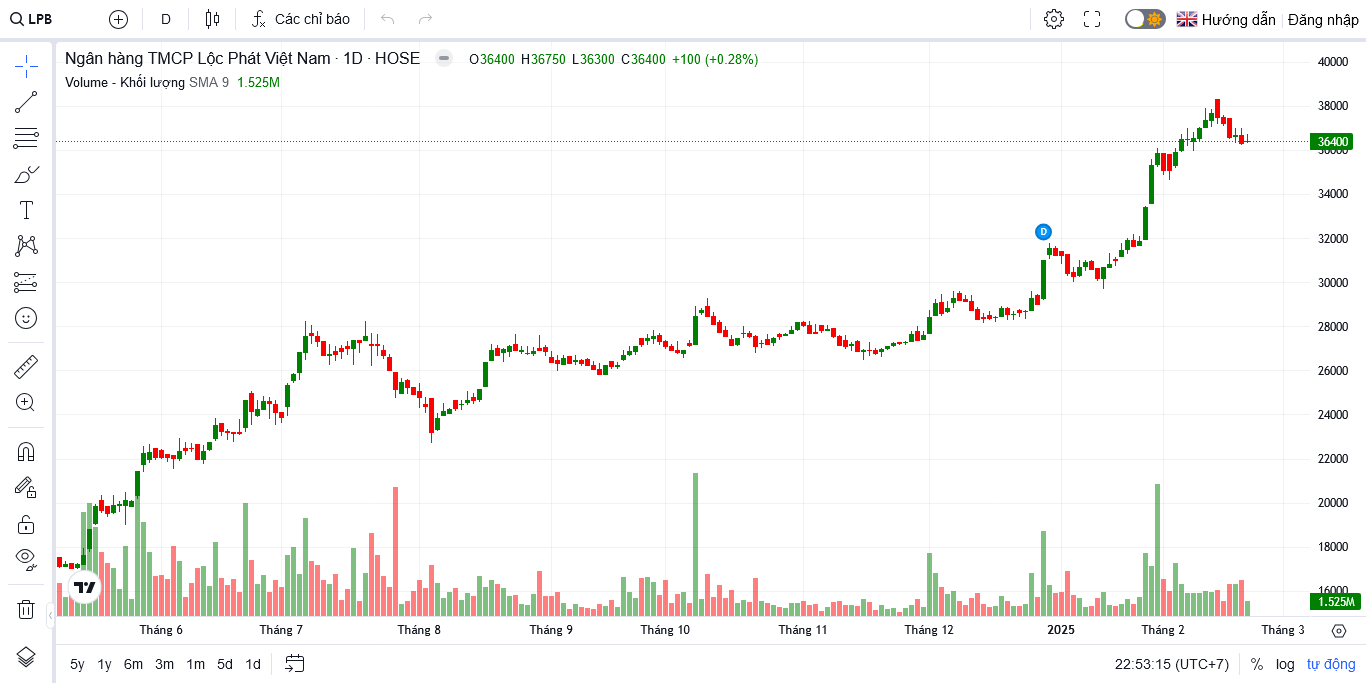 LPB D Các chỉ báo Hướng dẫn Đăng nhập
Ngân hàng TMCP Lộc Phát Việt Nam · 1D · HOSE O36400 H36750 L36300 C36400 +100 (+0.28%)
Volume - Khối lượng SMA 9 1.525M
D
40000
38000
36400
36000
34000
32000
30000
28000
26000
24000
22000
20000
18000
16000
1.525M
Tháng 6 Tháng 7 Tháng 8 Tháng 9 Tháng 10 Tháng 11 Tháng 12 2025 Tháng 2 Tháng 3
5y 1y 6m 3m 1m 5d 1d 22:53:15 (UTC+7) % log tự động